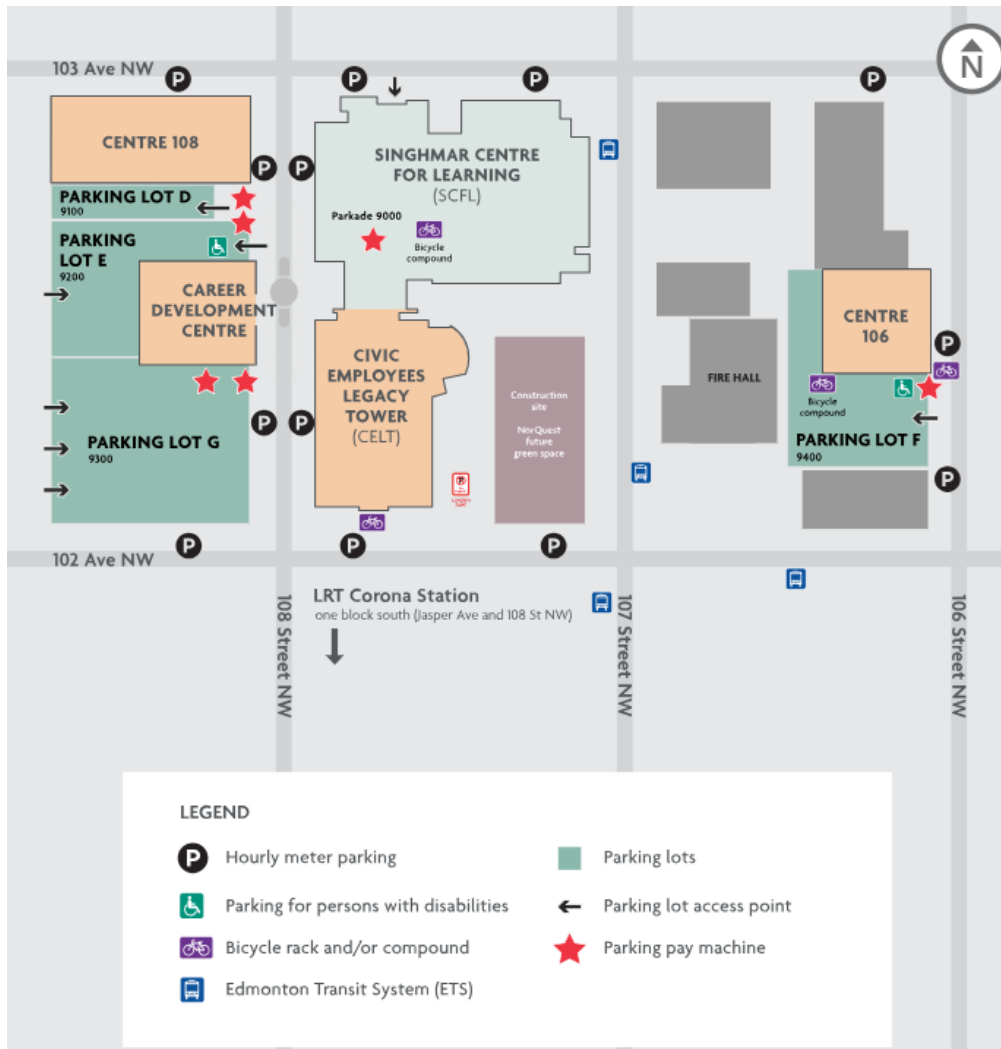 103 Ave NW
P
P
P
P
N
CENTRE 108
P
P
SINGHMAR CENTRE
FOR LEARNING
(SCFL)
PARKING LOT D
9100
Parkade 9000
Bicycle
compound
PARKING
LOT E
9200
CAREER
DEVELOPMENT
CENTRE
CENTRE
106
P
CIVIC
EMPLOYEES
LEGACY
TOWER
(CELT)
FIRE HALL
Construction
site
NorQuest
future
green space
Bicycle
compound
P
P
PARKING LOT G
9300
PARKING LOT F
9400
P
P
P
P
102 Ave NW
108 Street NW
LRT Corona Station
one block south (Jasper Ave and 108 St NW)
107 Street NW
106 Street NW
LEGEND
P Hourly meter parking
Parking for persons with disabilities
Bicycle rack and/or compound
Edmonton Transit System (ETS)
Parking lots
Parking lot access point
Parking pay machine